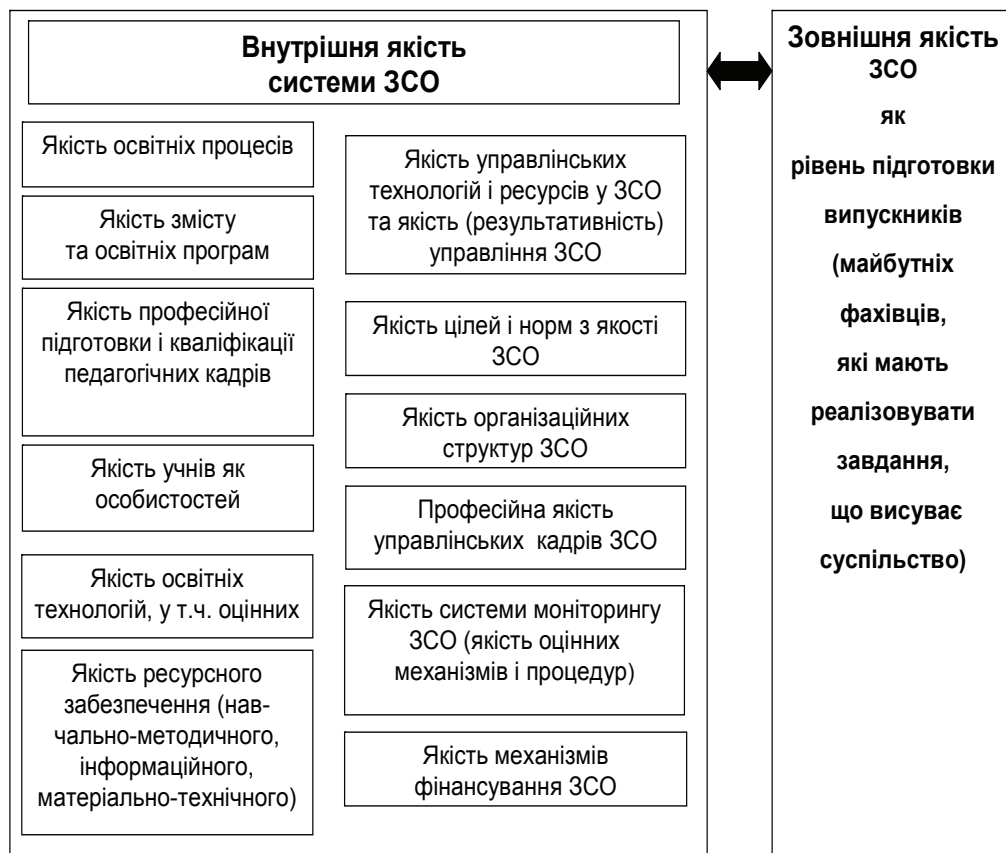 Внутрішня якість
системи ЗСО
Якість освітніх процесів
Якість змісту
та освітніх програм
Якість професійної
підготовки і кваліфікації
педагогічних кадрів
Якість учнів як
особистостей
Якість освітніх
технологій, у т.ч. оцінних
Якість ресурсного
забезпечення (нав-
чально-методичного,
інформаційного,
матеріально-технічного)
Якість управлінських
технологій і ресурсів у ЗСО
та якість (результативність)
управління ЗСО
Якість цілей і норм з якості
ЗСО
Якість організаційних
структур ЗСО
Професійна якість
управлінських кадрів ЗСО
Якість системи моніторингу
ЗСО (якість оцінних
механізмів і процедур)
Якість механізмів
фінансування ЗСО
Зовнішня якість
ЗСО
як
рівень підготовки
випускників
(майбутніх
фахівців,
які мають
реалізовувати
завдання,
що висуває
суспільство)